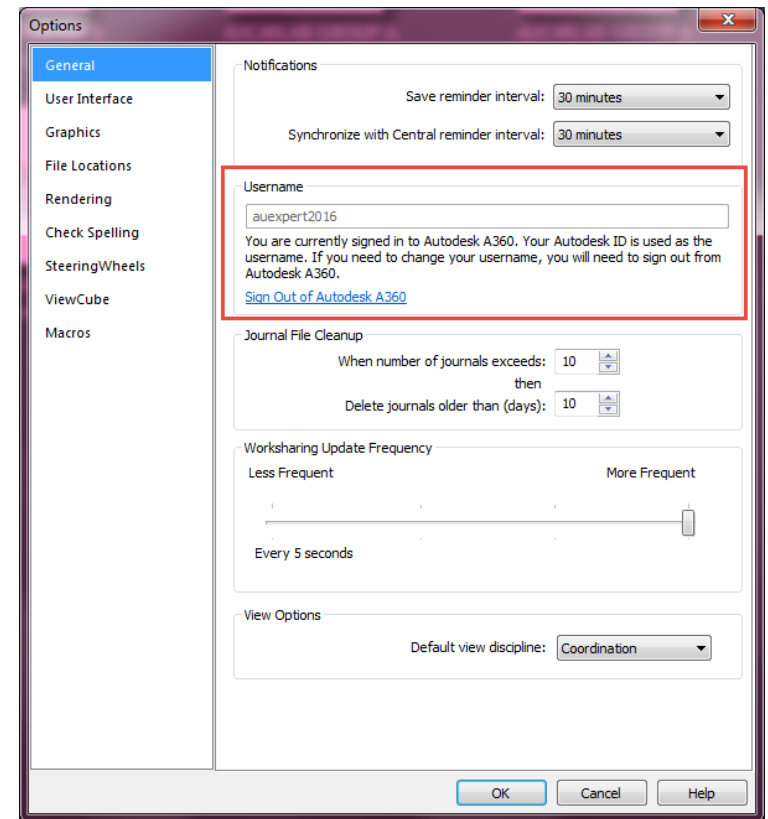 Options
General
User Interface
Graphics
File Locations
Rendering
Check Spelling
SteeringWheels
ViewCube
Macros
Notifications
Save reminder interval: 30 minutes
Synchronize with Central reminder interval: 30 minutes
Username
auexpert2016
You are currently signed in to Autodesk A360. Your Autodesk ID is used as the
username. If you need to change your username, you will need to sign out from
Autodesk A360.
Sign Out of Autodesk A360
Journal File Cleanup
When number of journals exceeds: 10
then
Delete journals older than (days): 10
Worksharing Update Frequency
Less Frequent More Frequent
Every 5 seconds
View Options
Default view discipline: Coordination
OK Cancel Help